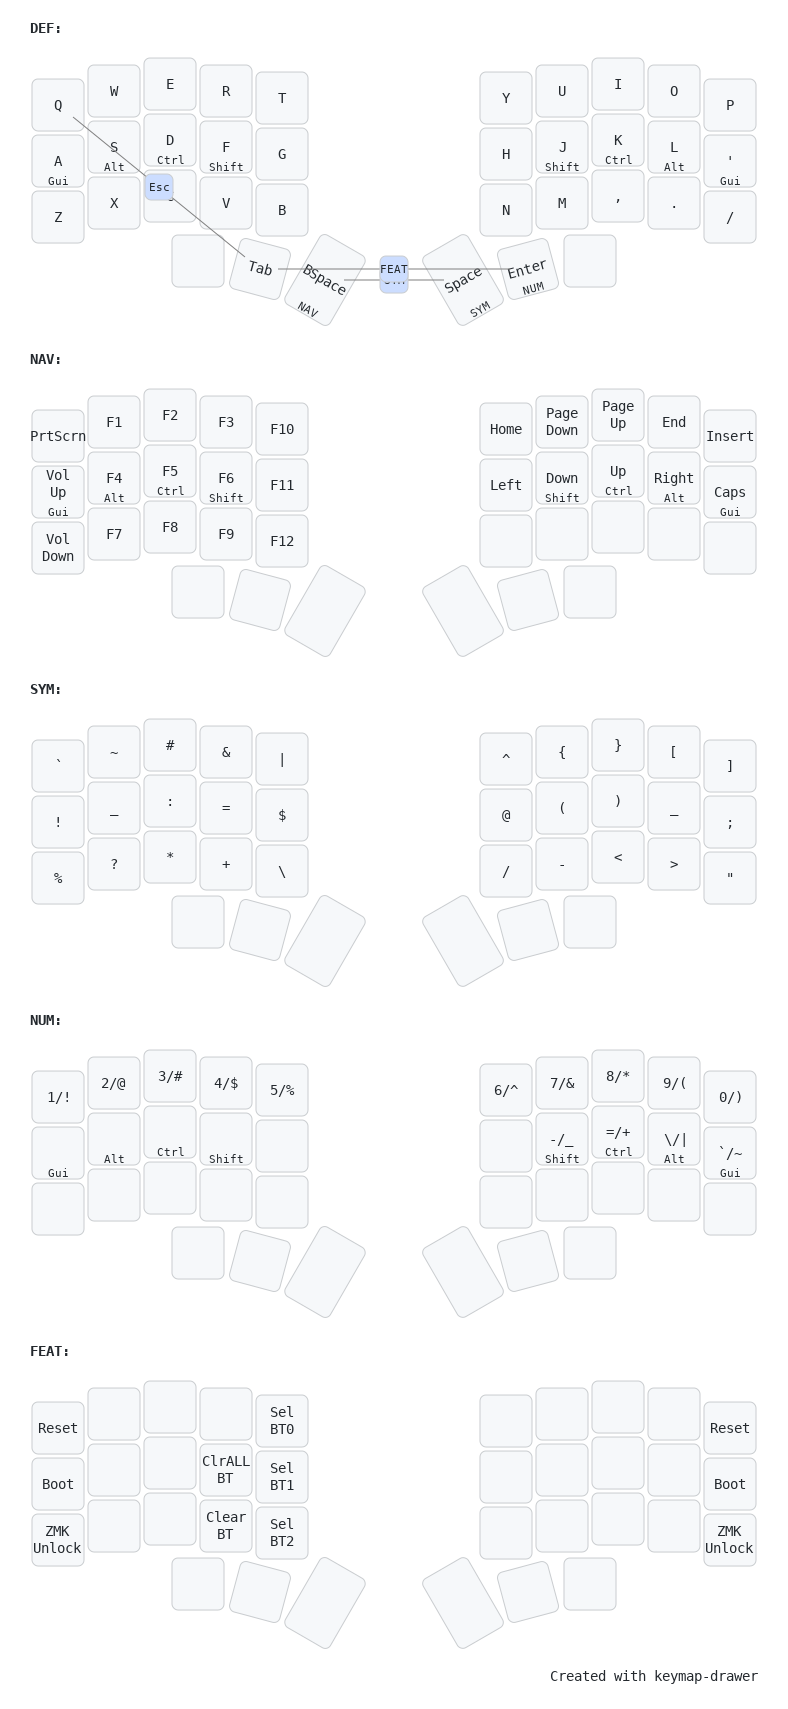 DEF:
Q W E R T Y U I O P
A S D F G H J K L '
Gui Alt Ctrl Shift Shift Ctrl Alt Gui
Esc
Z X V B N M , . /
Tab BSpace FEAT Space Enter
NAV SYM NUM
NAV:
PrtScrn F1 F2 F3 F10 Home Page Down Page Up End Insert
Vol Up F4 F5 F6 F11 Left Down Up Right Caps
Gui Alt Ctrl Shift Shift Ctrl Alt Gui
Vol Down F7 F8 F9 F12
SYM:
` ~ # & | ^ { } [ ]
! _ : = $ @ ( ) _ ;
% ? * + \ / - < > "
NUM:
1/! 2/@ 3/# 4/$ 5/% 6/^ 7/& 8/* 9/( 0/)
-/_ =/+ \/| `/~
Gui Alt Ctrl Shift Shift Ctrl Alt Gui
FEAT:
Reset Sel BT0 Reset
Boot ClrALL BT Sel BT1 Boot
ZMK Unlock Clear BT Sel BT2 ZMK Unlock
Created with keymap-drawer